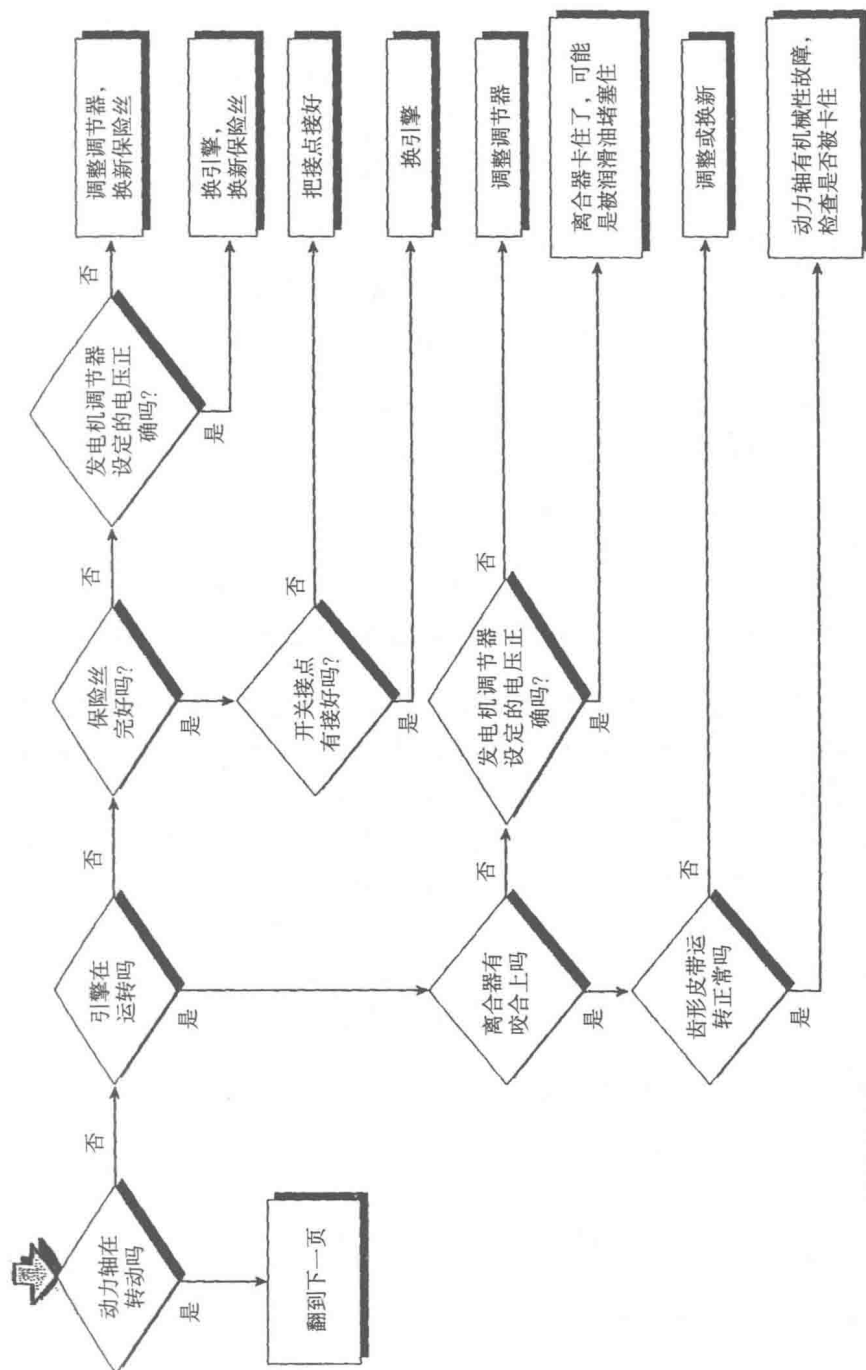 动力轴在
转动吗
否
是
翻到下一页
引擎在
运转吗
否
是
保险丝
完好吗?
否
是
发电机调节器
设定的电压正
确吗?
否
是
调整调节器,
换新保险丝
换引擎,
换新保险丝
开关接点
有接好吗?
否
是
把接点接好
换引擎
离合器有
咬合上吗
否
是
发电机调节器
设定的电压正
确吗?
否
是
调整调节器
离合器卡住了, 可能
是被润滑油堵塞住
齿形皮带运
转正常吗
否
是
调整或换新
动力轴有机械性故障,
检查是否被卡住